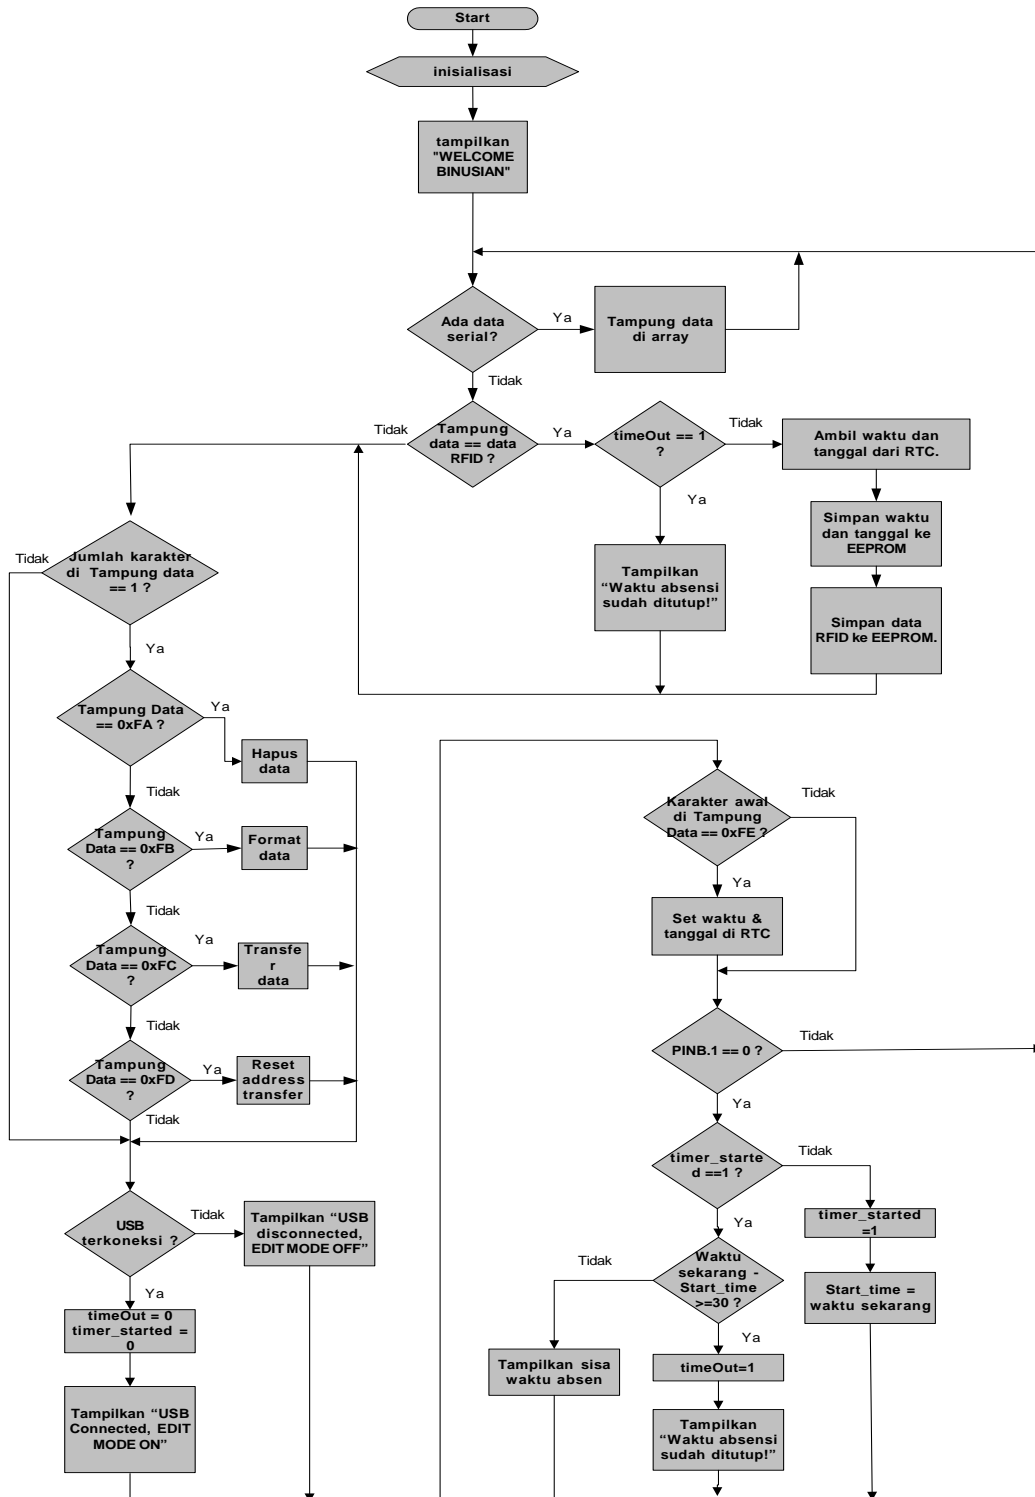 Start
inisialisasi
tampilkan
"WELCOME
BINUSIAN"
Ada data
serial?
Ya
Tampung data
di array
Tidak
Tampung
data == data
RFID ?
Tidak
Ya
timeOut == 1
?
Tidak
Ambil waktu dan
tanggal dari RTC.
Ya
Simpan waktu
dan tanggal ke
EEPROM
Tampilkan
“Waktu absensi
sudah ditutup!”
Simpan data
RFID ke EEPROM.
Tidak
Jumlah karakter
di Tampung data
== 1 ?
Ya
Tampung Data
== 0xFA ?
Ya
Hapus
data
Tidak
Tampung
Data == 0xFB
?
Ya
Format
data
Tidak
Tampung
Data == 0xFC
?
Ya
Transfe
r
data
Tidak
Tampung
Data == 0xFD
?
Ya
Reset
address
transfer
Tidak
USB
terkoneksi ?
Tidak
Tampilkan “USB
disconnected,
EDIT MODE OFF”
Ya
timeOut = 0
timer_started =
0
Tampilkan “USB
Connected, EDIT
MODE ON”
Karakter awal
di Tampung
Data == 0xFE ?
Tidak
Ya
Set waktu &
tanggal di RTC
PINB.1 == 0 ?
Tidak
Ya
timer_starte
d ==1 ?
Tidak
timer_started
=1
Ya
Start_time =
waktu sekarang
Waktu
sekarang -
Start_time
>=30 ?
Tidak
Tampilkan sisa
waktu absen
Ya
timeOut=1
Tampilkan
“Waktu absensi
sudah ditutup!”